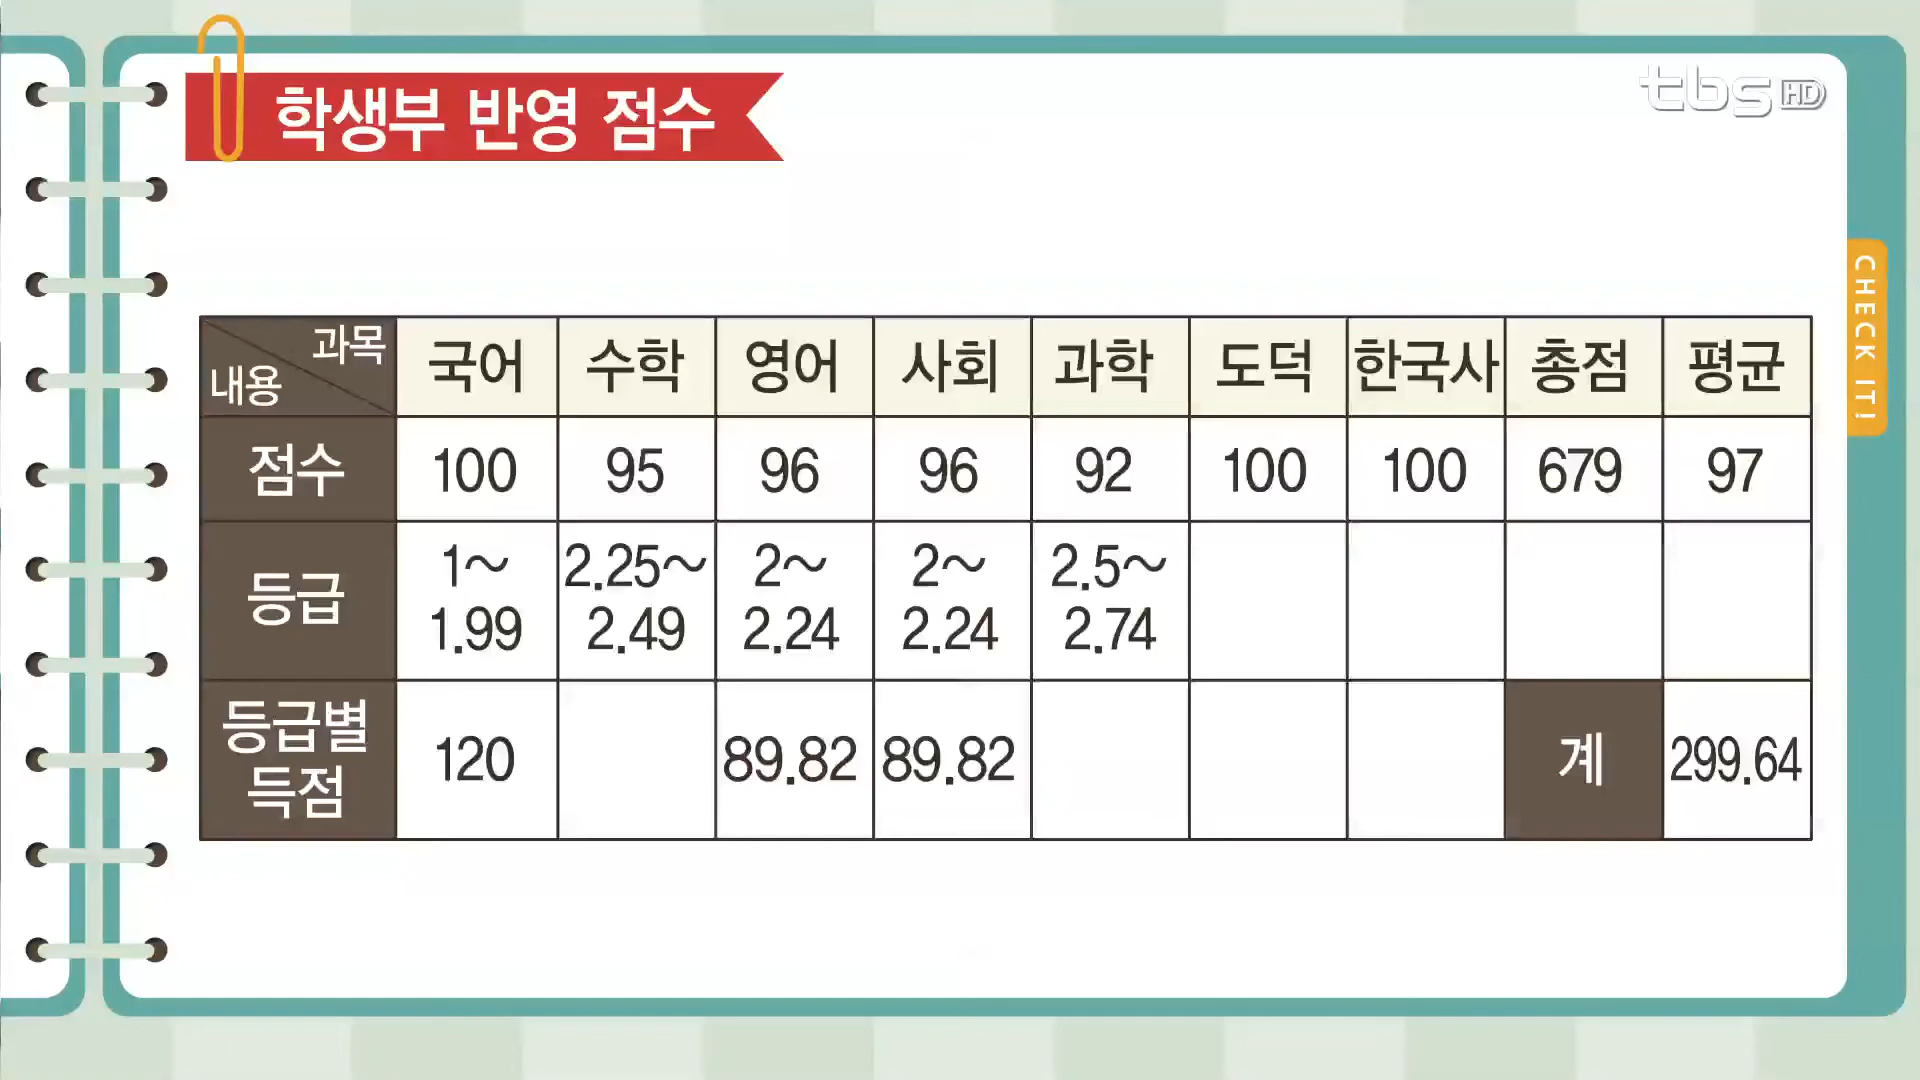 학생부 반영 점수
tbs HD
CHECK IT!
과목
내용
국어 수학 영어 사회 과학 도덕 한국사 총점 평균
점수 100 95 96 96 92 100 100 679 97
등급 1~1.99 2.25~2.49 2~2.24 2~2.24 2.5~2.74
등급별 득점 120 89.82 89.82 계 299.64